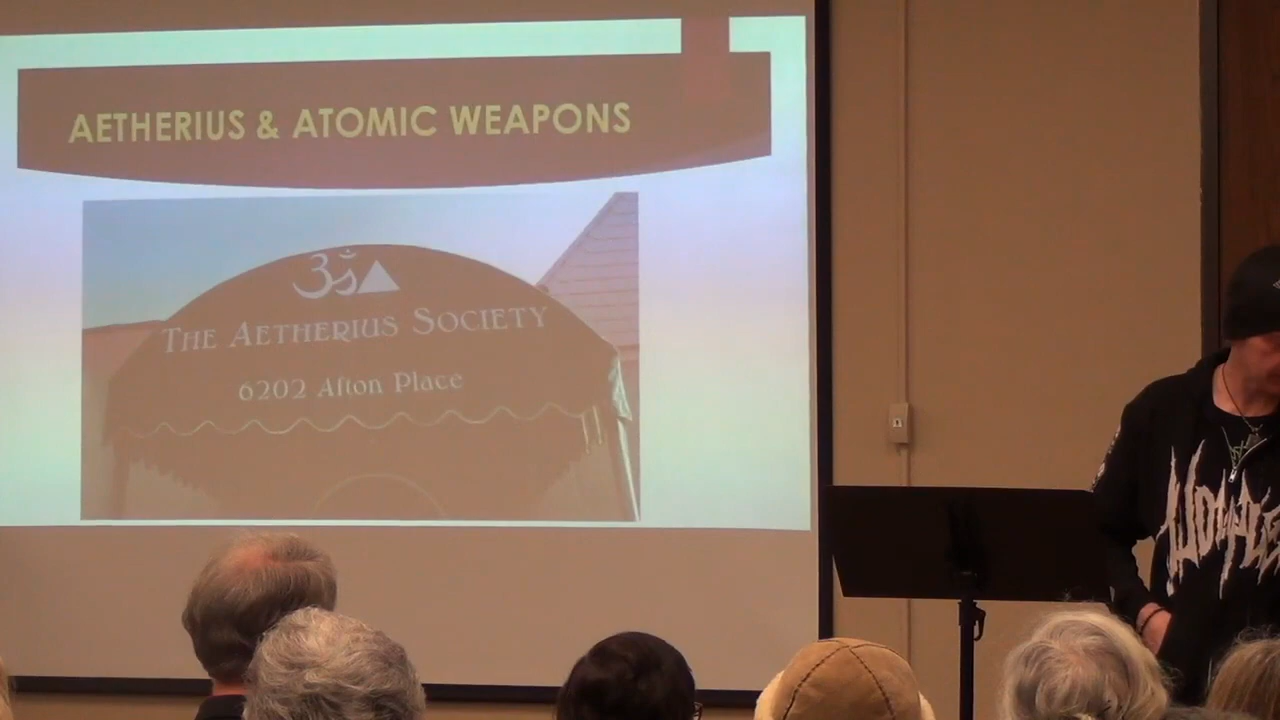 AETHERIUS & ATOMIC WEAPONS
ॐ
THE AETHERIUS SOCIETY
6202 Afton Place